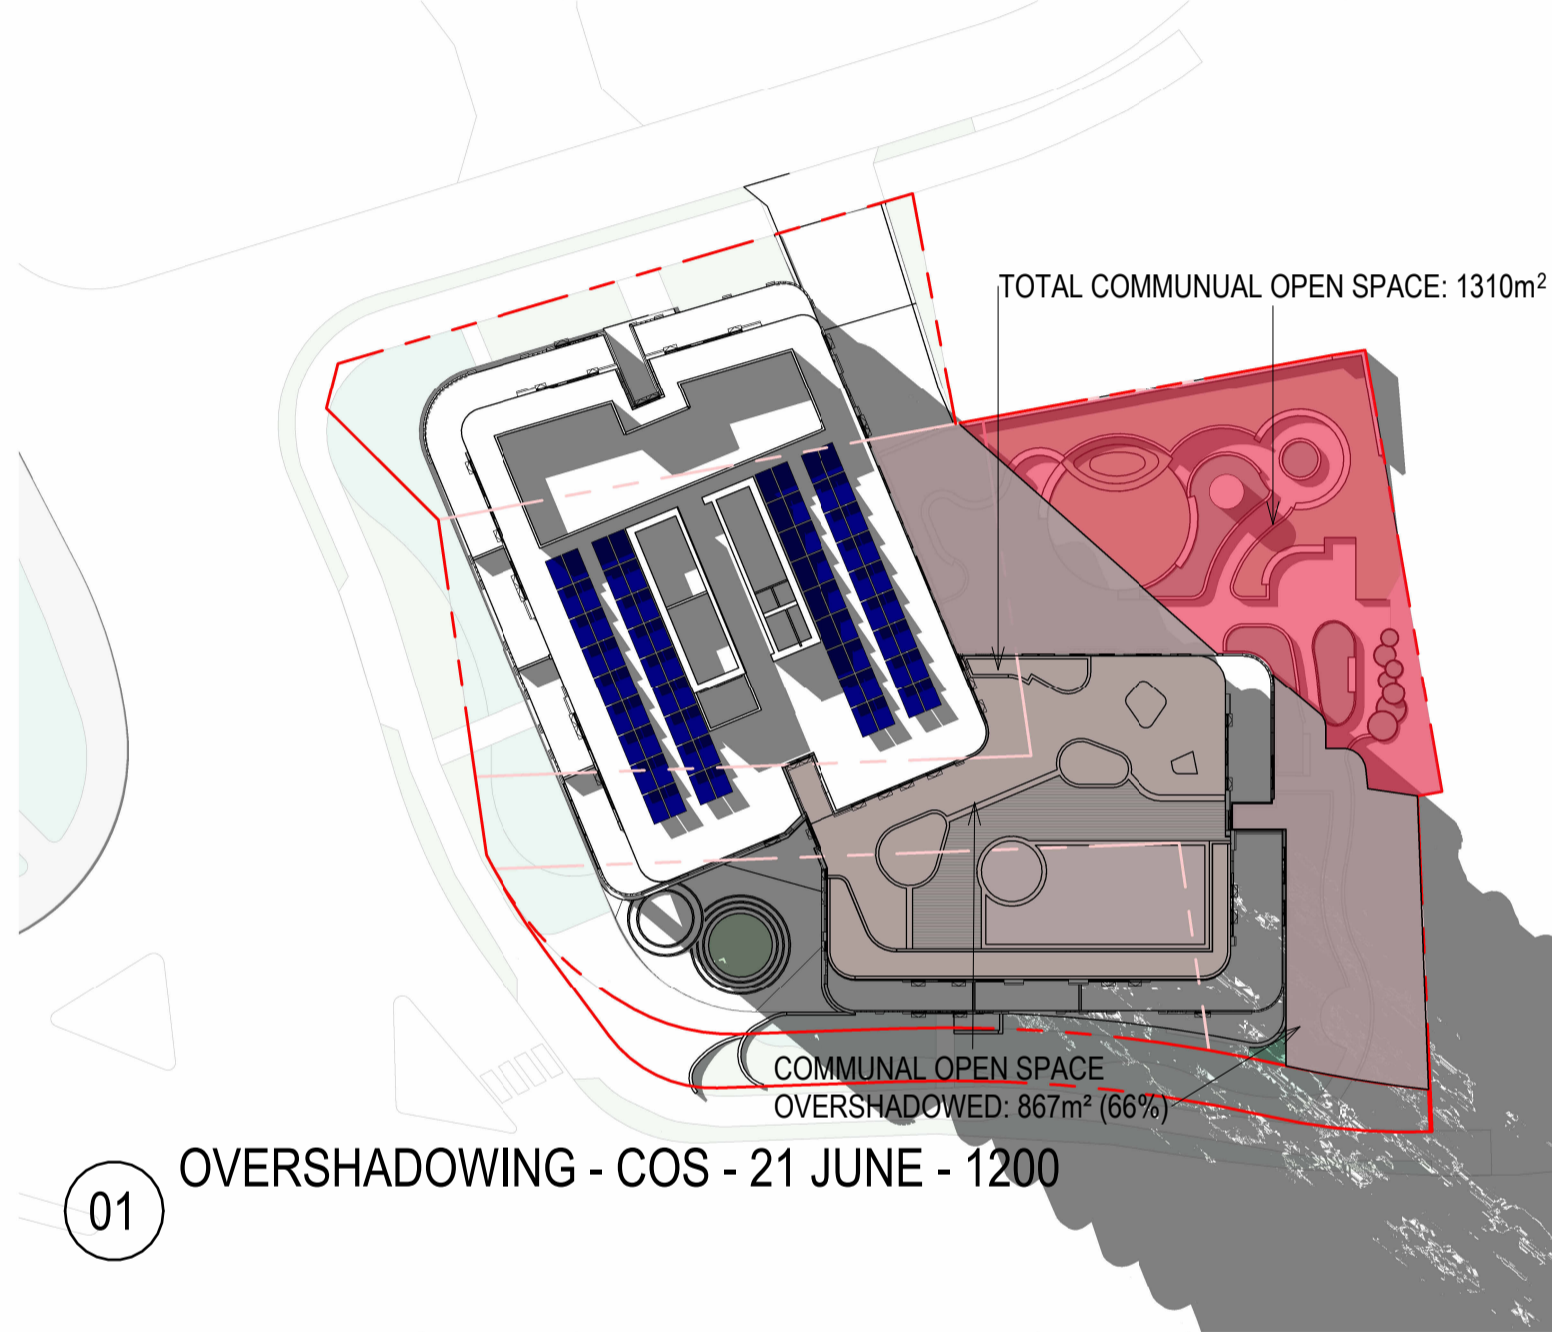 TOTAL COMMUNUAL OPEN SPACE: 1310m²
COMMUNAL OPEN SPACE
OVERSHADOWED: 867m² (66%)
OVERSHADOWING - COS - 21 JUNE - 1200
01